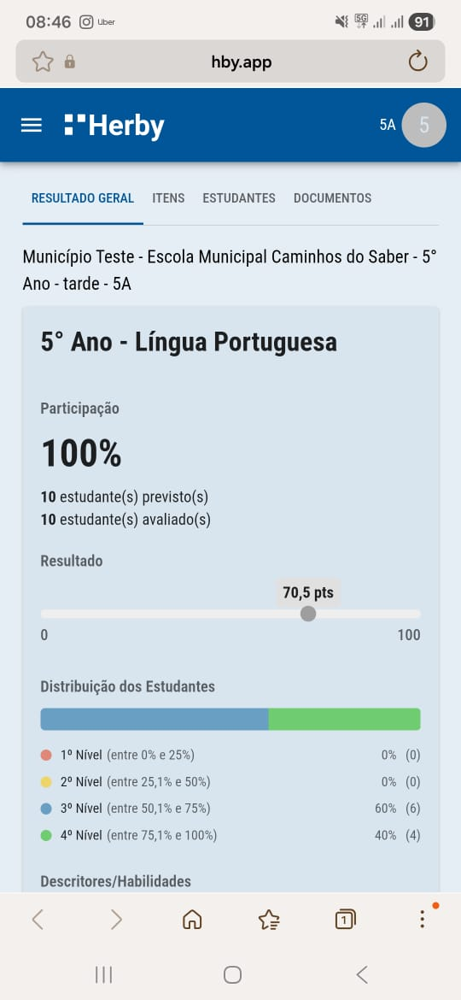 08:46 Uber 5G 91
hby.app
Herby 5A 5
RESULTADO GERAL ITENS ESTUDANTES DOCUMENTOS
Município Teste - Escola Municipal Caminhos do Saber - 5°
Ano - tarde - 5A
5° Ano - Língua Portuguesa
Participação
100%
10 estudante(s) previsto(s)
10 estudante(s) avaliado(s)
Resultado
70,5 pts
0 100
Distribuição dos Estudantes
1º Nível (entre 0% e 25%) 0% (0)
2º Nível (entre 25,1% e 50%) 0% (0)
3º Nível (entre 50,1% e 75%) 60% (6)
4º Nível (entre 75,1% e 100%) 40% (4)
Descritores/Habilidades
1